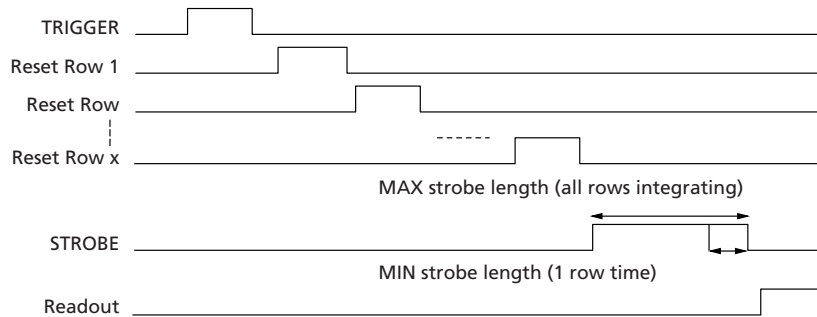 TRIGGER
Reset Row 1
Reset Row
Reset Row x
MAX strobe length (all rows integrating)
STROBE
MIN strobe length (1 row time)
Readout